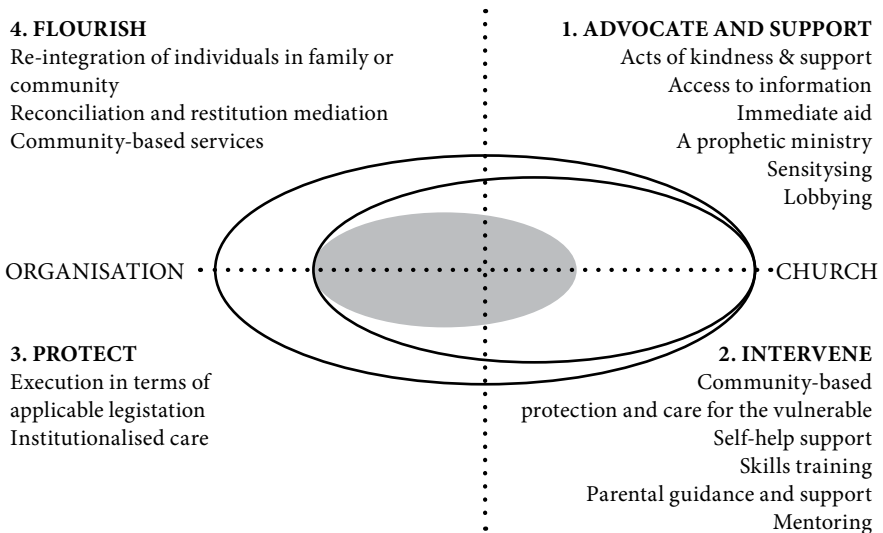 4. FLOURISH
Re-integration of individuals in family or
community
Reconciliation and restitution mediation
Community-based services
1. ADVOCATE AND SUPPORT
Acts of kindness & support
Access to information
Immediate aid
A prophetic ministry
Sensitysing
Lobbying
ORGANISATION
CHURCH
3. PROTECT
Execution in terms of
applicable legistation
Institutionalised care
2. INTERVENE
Community-based
protection and care for the vulnerable
Self-help support
Skills training
Parental guidance and support
Mentoring